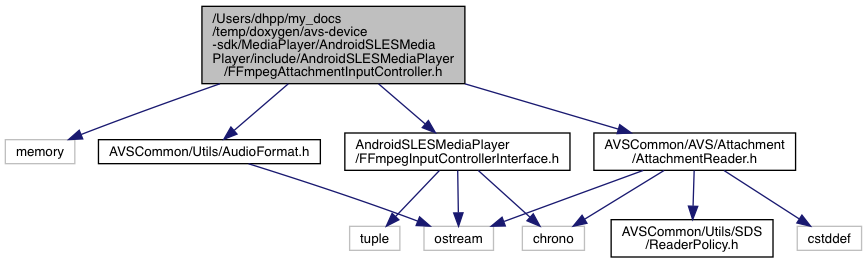 /Users/dhpp/my_docs
/temp/doxygen/avs-device
-sdk/MediaPlayer/AndroidSLESMedia
Player/include/AndroidSLESMediaPlayer
/FFmpegAttachmentInputController.h
memory
AVSCommon/Utils/AudioFormat.h
AndroidSLESMediaPlayer
/FFmpegInputControllerInterface.h
AVSCommon/AVS/Attachment
/AttachmentReader.h
tuple
ostream
chrono
AVSCommon/Utils/SDS
/ReaderPolicy.h
cstddef